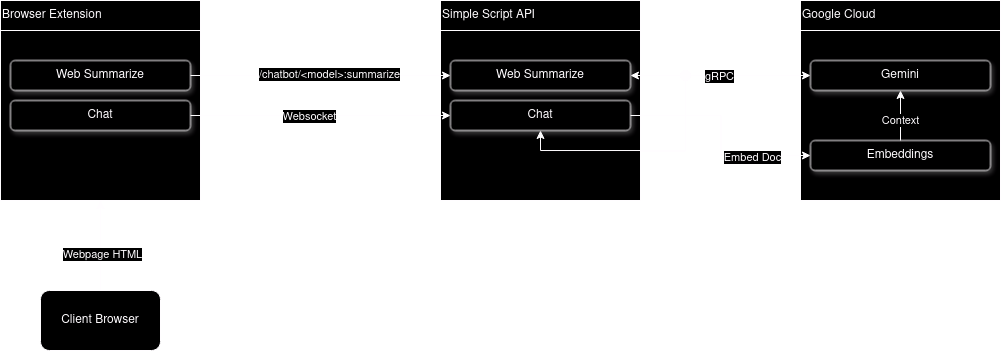 Browser Extension
Web Summarize
Chat
/chatbot/<model>:summarize
Websocket
Simple Script API
Web Summarize
Chat
gRPC
Embed Doc
Google Cloud
Gemini
Context
Embeddings
Webpage HTML
Client Browser